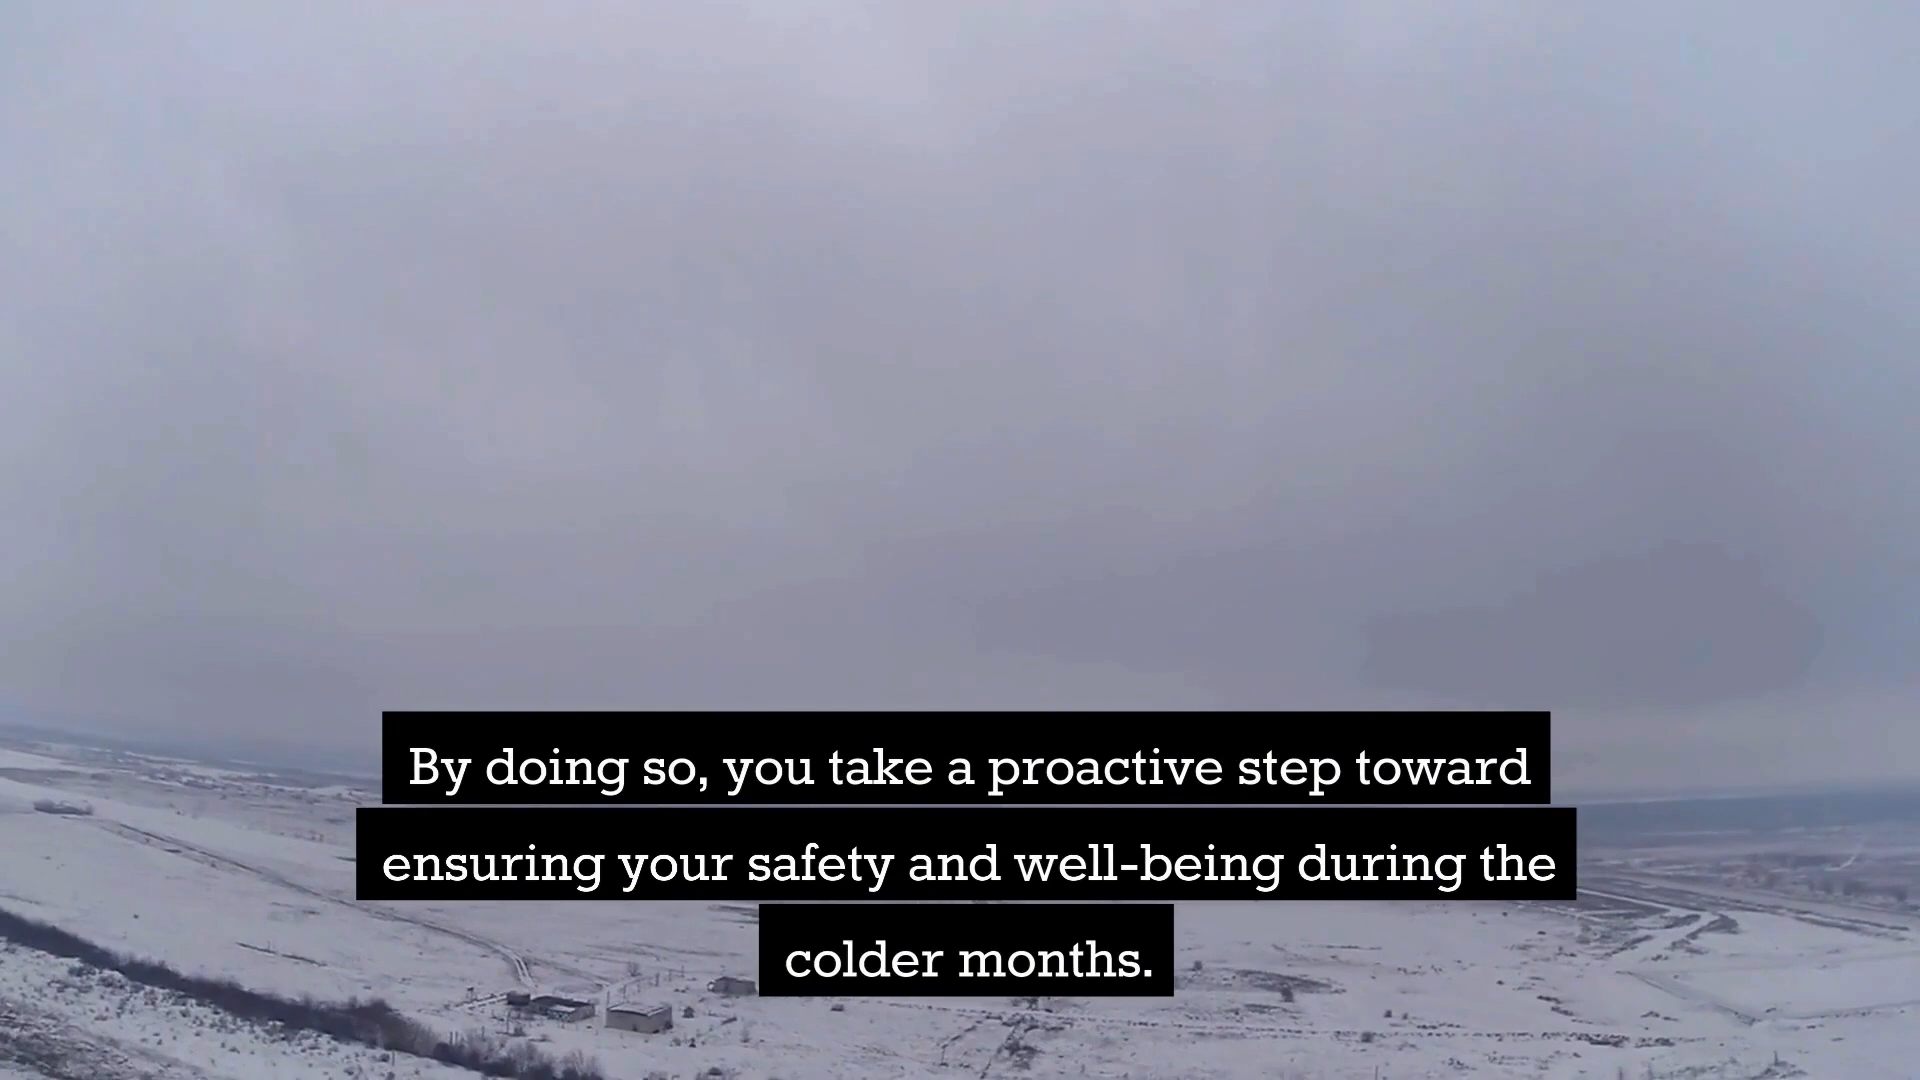 By doing so, you take a proactive step toward
ensuring your safety and well-being during the
colder months.